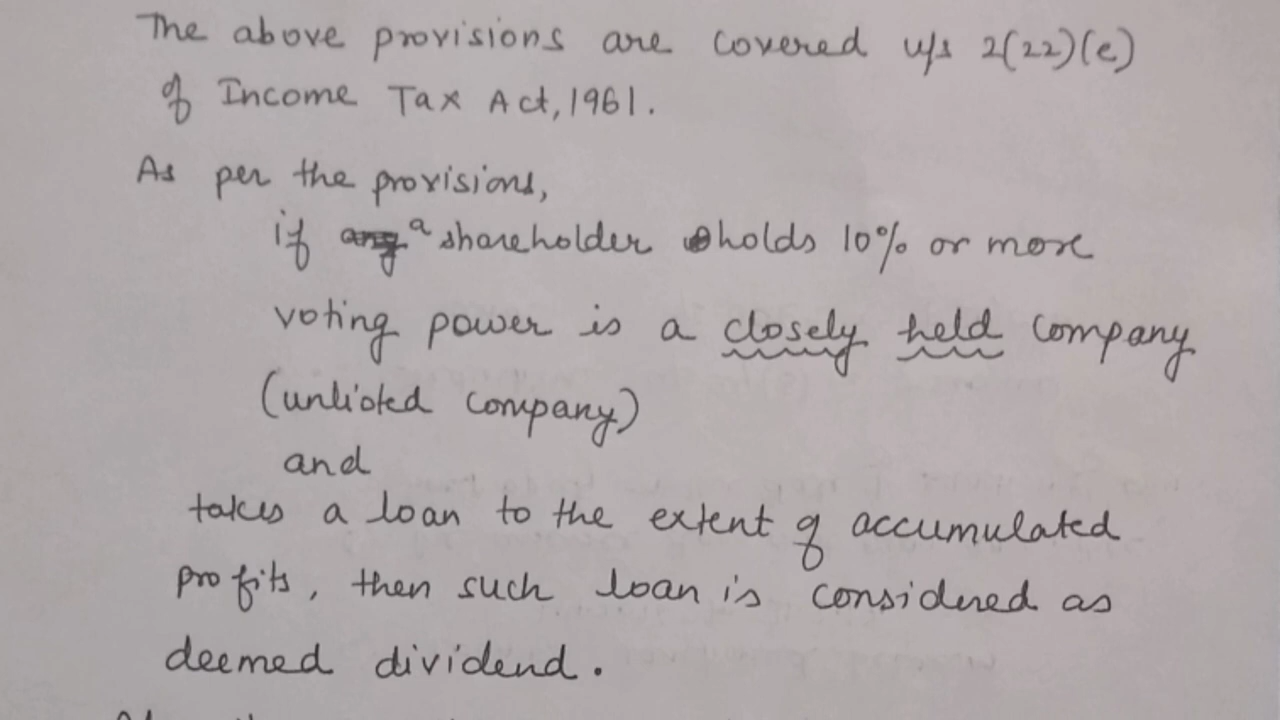 The above provisions are covered u/s 2(22)(e)
of Income Tax Act, 1961.
As per the provisions,
if a shareholder holds 10% or more
voting power is a closely held company
(unlisted company)
and
takes a loan to the extent of accumulated
profits, then such loan is considered as
deemed dividend.